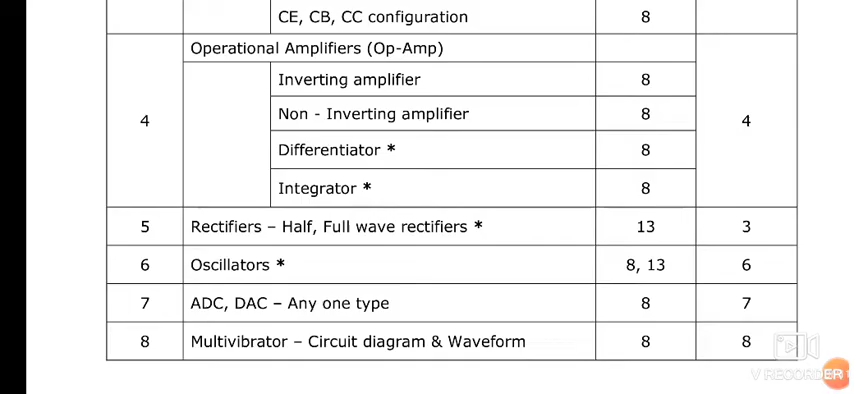 CE, CB, CC configuration 8
Operational Amplifiers (Op-Amp)
Inverting amplifier 8
4 Non - Inverting amplifier 8 4
Differentiator * 8
Integrator * 8
5 Rectifiers – Half, Full wave rectifiers * 13 3
6 Oscillators * 8, 13 6
7 ADC, DAC – Any one type 8 7
8 Multivibrator – Circuit diagram & Waveform 8 8
V RECORDER